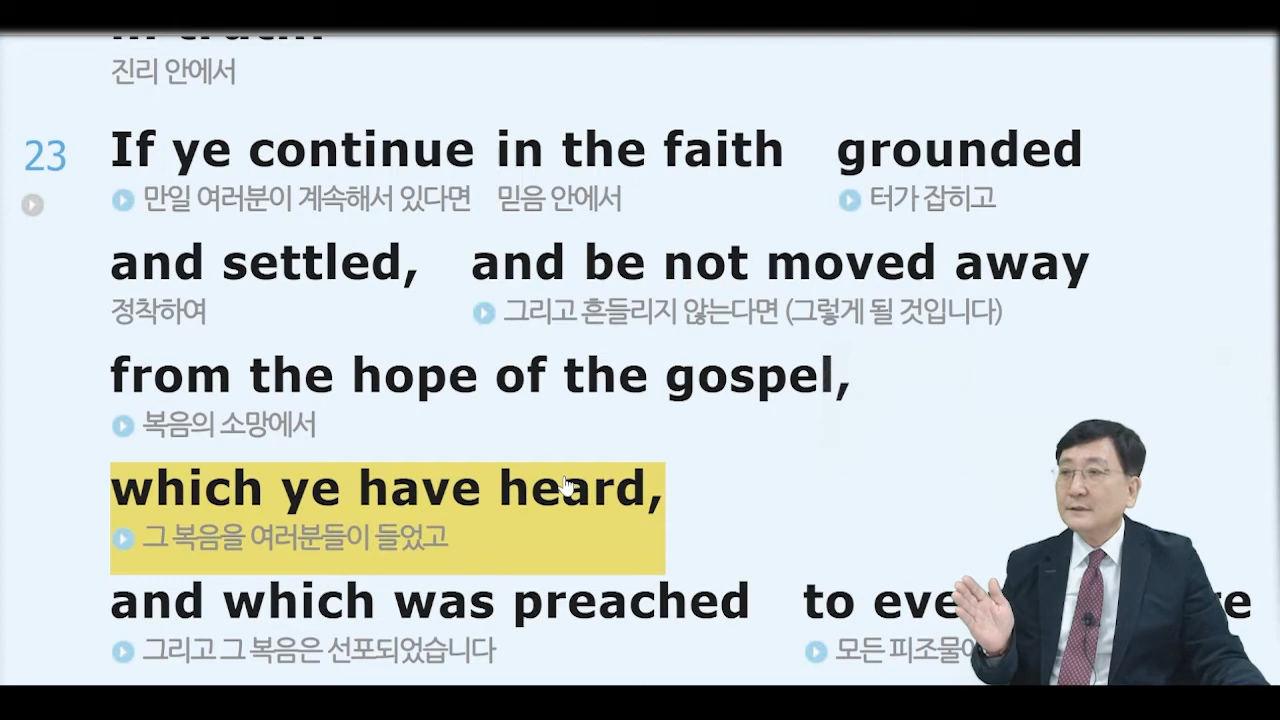 진리 안에서
23 If ye continue in the faith grounded
만일 여러분이 계속해서 있다면 믿음 안에서 터가 잡히고
and settled, and be not moved away
정착하여 그리고 흔들리지 않는다면 (그렇게 될 것입니다)
from the hope of the gospel,
복음의 소망에서
which ye have heard,
그 복음을 여러분들이 들었고
and which was preached to
그리고 그 복음은 선포되었습니다 모든